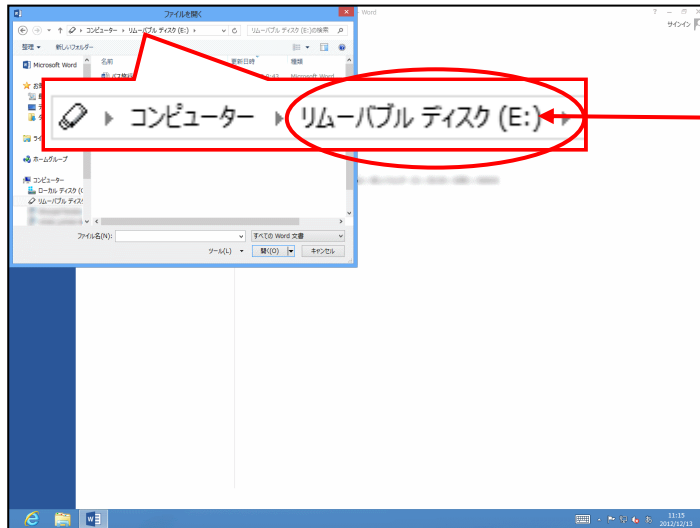 ファイルを開く
Word
? － ❐ ×
サインイン
コンピューター ▸ リムーバブル ディスク (E:) ▸
リムーバブル ディスク (E:)の検索
整理 ▾ 新しいフォルダー
Microsoft Word
名前 更新日時 種類
Microsoft Word
コンピューター ▸ リムーバブル ディスク (E:) ▸
ホームグループ
コンピューター
ローカル ディスク (C
リムーバブル ディス
ファイル名(N):
すべての Word 文書
ツール(L) ▾ 開く(O) ▾ キャンセル
11:15
2012/12/13